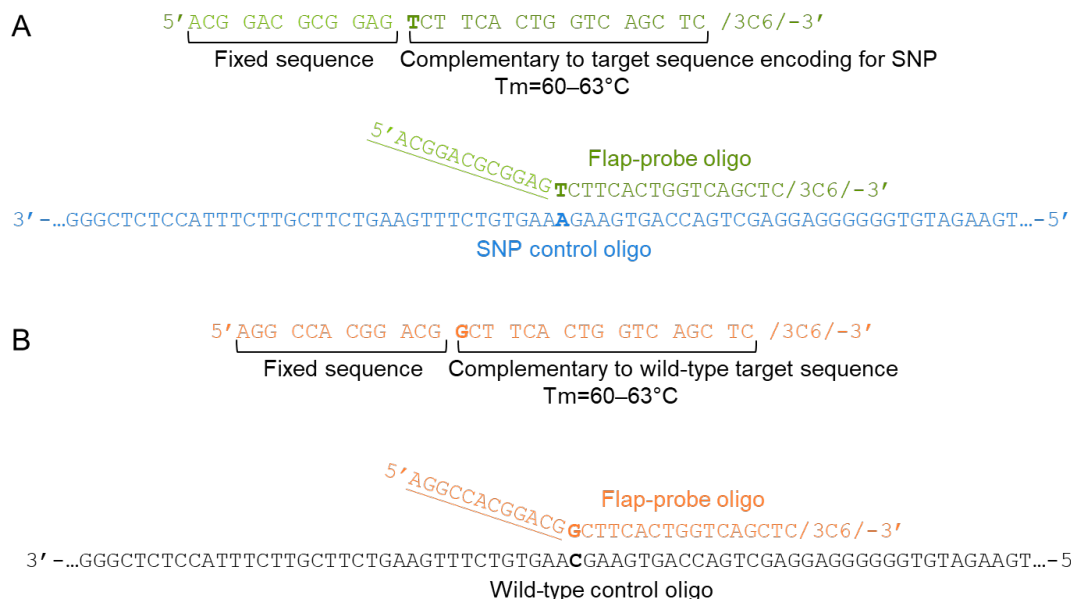 A
5’ACG GAC GCG GAG TCT TCA CTG GTC AGC TC /3C6/-3’
Fixed sequence Complementary to target sequence encoding for SNP
Tm=60–63°C
5’ACGGACGCGGAG
Flap-probe oligo
TCTTCACTGGTCAGCTC/3C6/-3’
3’-…GGGCTCTCCATTTCTTGCTTCTGAAGTTTCTGTGAAAGAAGTGACCAGTCGAGGAGGGGGGTGTAGAAGT…-5’
SNP control oligo
B
5’AGG CCA CGG ACG GCT TCA CTG GTC AGC TC /3C6/-3’
Fixed sequence Complementary to wild-type target sequence
Tm=60–63°C
5’AGGCCACGGACG
Flap-probe oligo
GCTTCACTGGTCAGCTC/3C6/-3’
3’-…GGGCTCTCCATTTCTTGCTTCTGAAGTTTCTGTGAACGAAGTGACCAGTCGAGGAGGGGGGTGTAGAAGT…-5
Wild-type control oligo